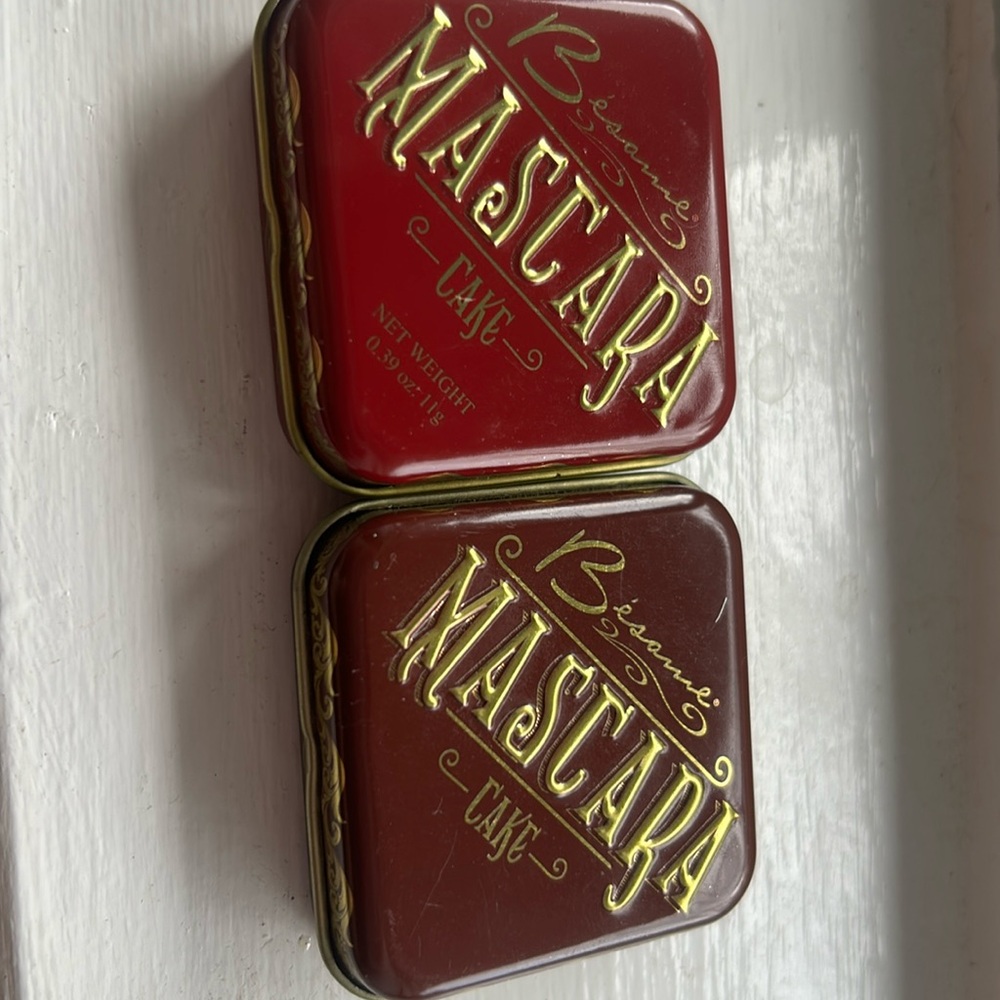 Bésame
MASCARA
CAKE
NET WEIGHT
0.39 oz. 11g
Bésame
MASCARA
CAKE